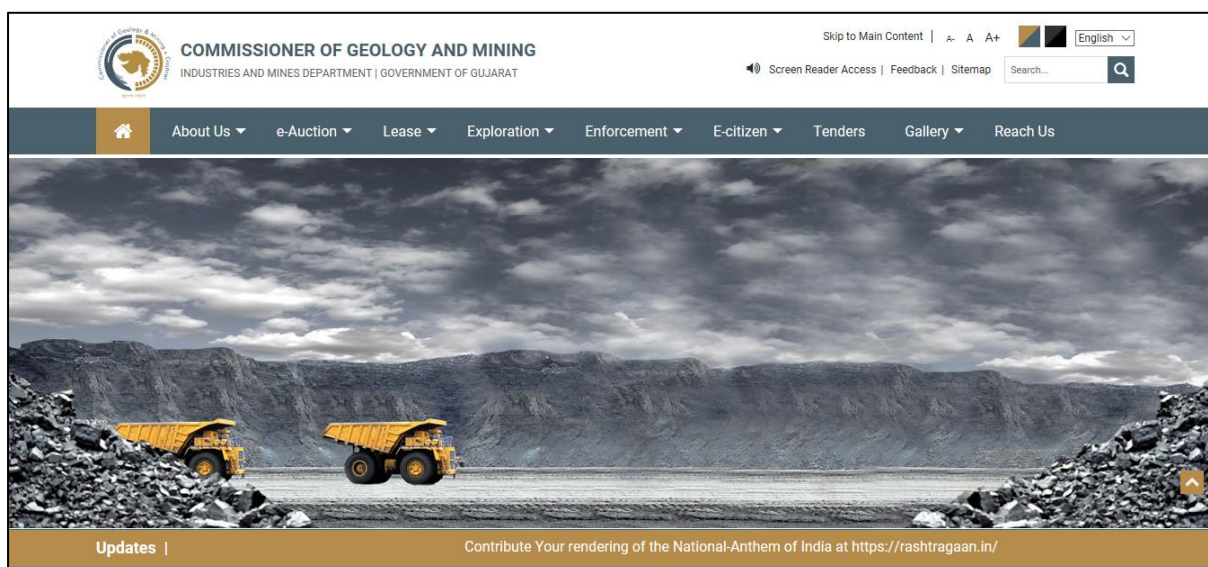 COMMISSIONER OF GEOLOGY AND MINING
INDUSTRIES AND MINES DEPARTMENT | GOVERNMENT OF GUJARAT
Skip to Main Content | A- A A+ English
Screen Reader Access | Feedback | Sitemap Search...
About Us e-Auction Lease Exploration Enforcement E-citizen Tenders Gallery Reach Us
Updates | Contribute Your rendering of the National-Anthem of India at https://rashtragaan.in/